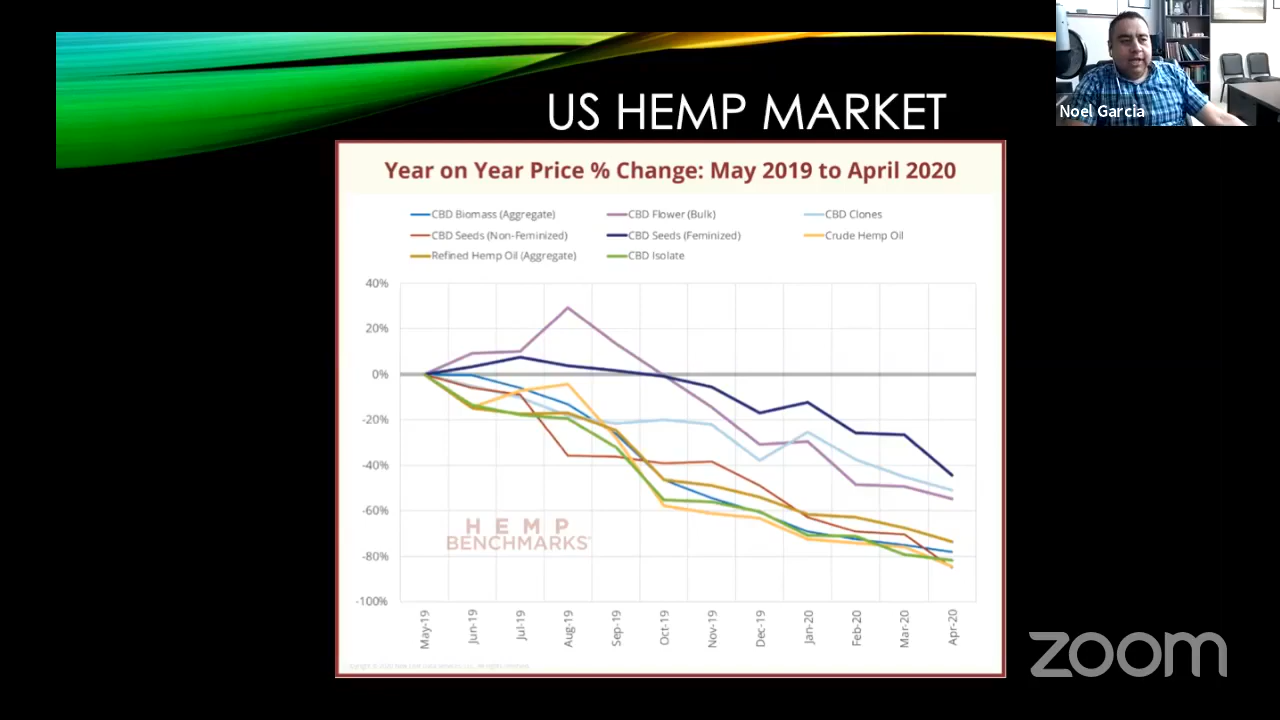 US HEMP MARKET
Noel Garcia
Year on Year Price % Change: May 2019 to April 2020
CBD Biomass (Aggregate) CBD Flower (Bulk) CBD Clones
CBD Seeds (Non-Feminized) CBD Seeds (Feminized) Crude Hemp Oil
Refined Hemp Oil (Aggregate) CBD Isolate
40%
20%
0%
-20%
-40%
-60%
-80%
-100%
HEMP
BENCHMARKS
May-19 Jun-19 Jul-19 Aug-19 Sep-19 Oct-19 Nov-19 Dec-19 Jan-20 Feb-20 Mar-20 Apr-20
zoom